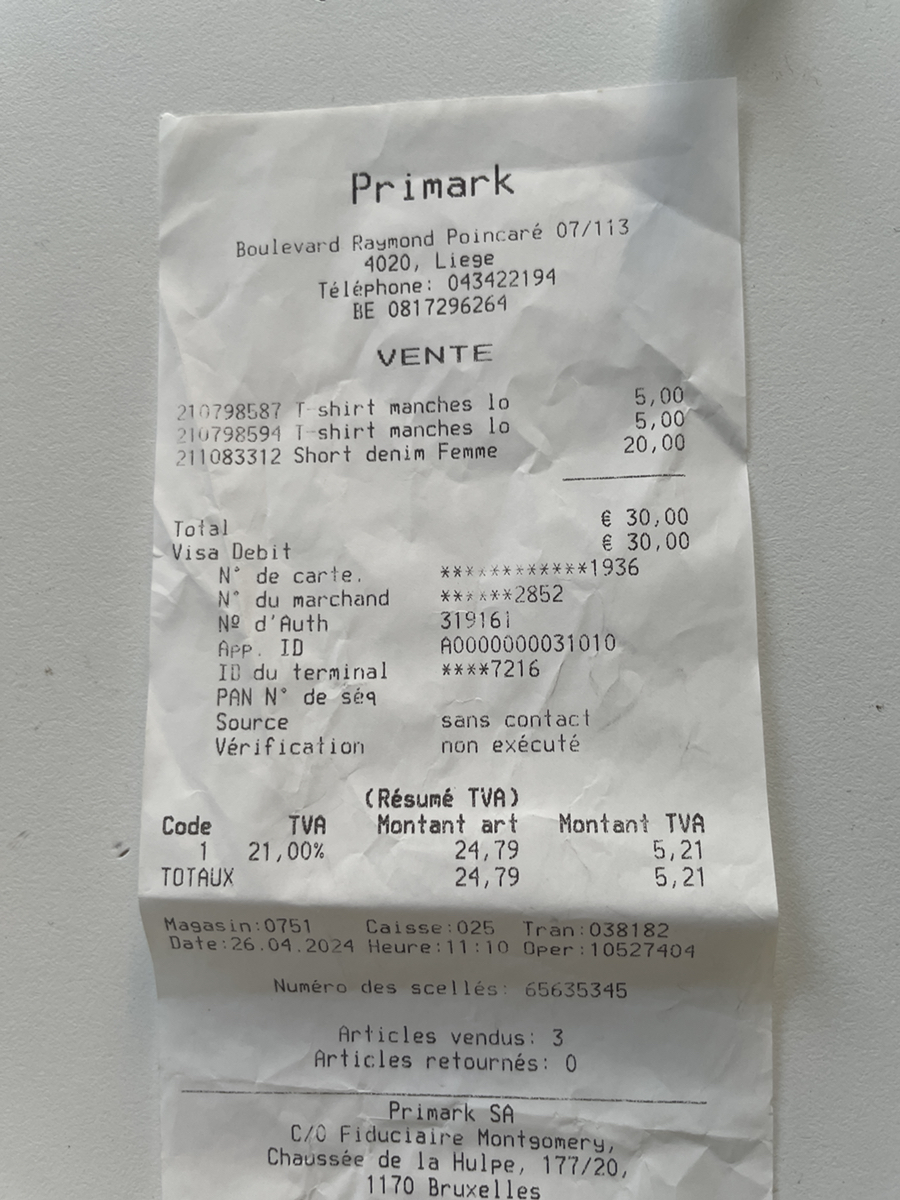 Primark
Boulevard Raymond Poincaré 07/113
4020, Liege
Téléphone: 043422194
BE 0817296264
VENTE
210798587 T-shirt manches lo 5,00
210798594 T-shirt manches lo 5,00
211083312 Short denim Femme 20,00
Total € 30,00
Visa Debit € 30,00
N° de carte. ************1936
N° du marchand ******2852
Nº d'Auth 319161
App. ID A0000000031010
ID du terminal ****7216
PAN N° de séq
Source sans contact
Vérification non exécuté
(Résumé TVA)
Code TVA Montant art Montant TVA
1 21,00% 24,79 5,21
TOTAUX 24,79 5,21
Magasin:0751 Caisse:025 Tran:038182
Date:26.04.2024 Heure:11:10 Oper:10527404
Numéro des scellés: 65635345
Articles vendus: 3
Articles retournés: 0
Primark SA
C/O Fiduciaire Montgomery,
Chaussée de la Hulpe, 177/20,
1170 Bruxelles